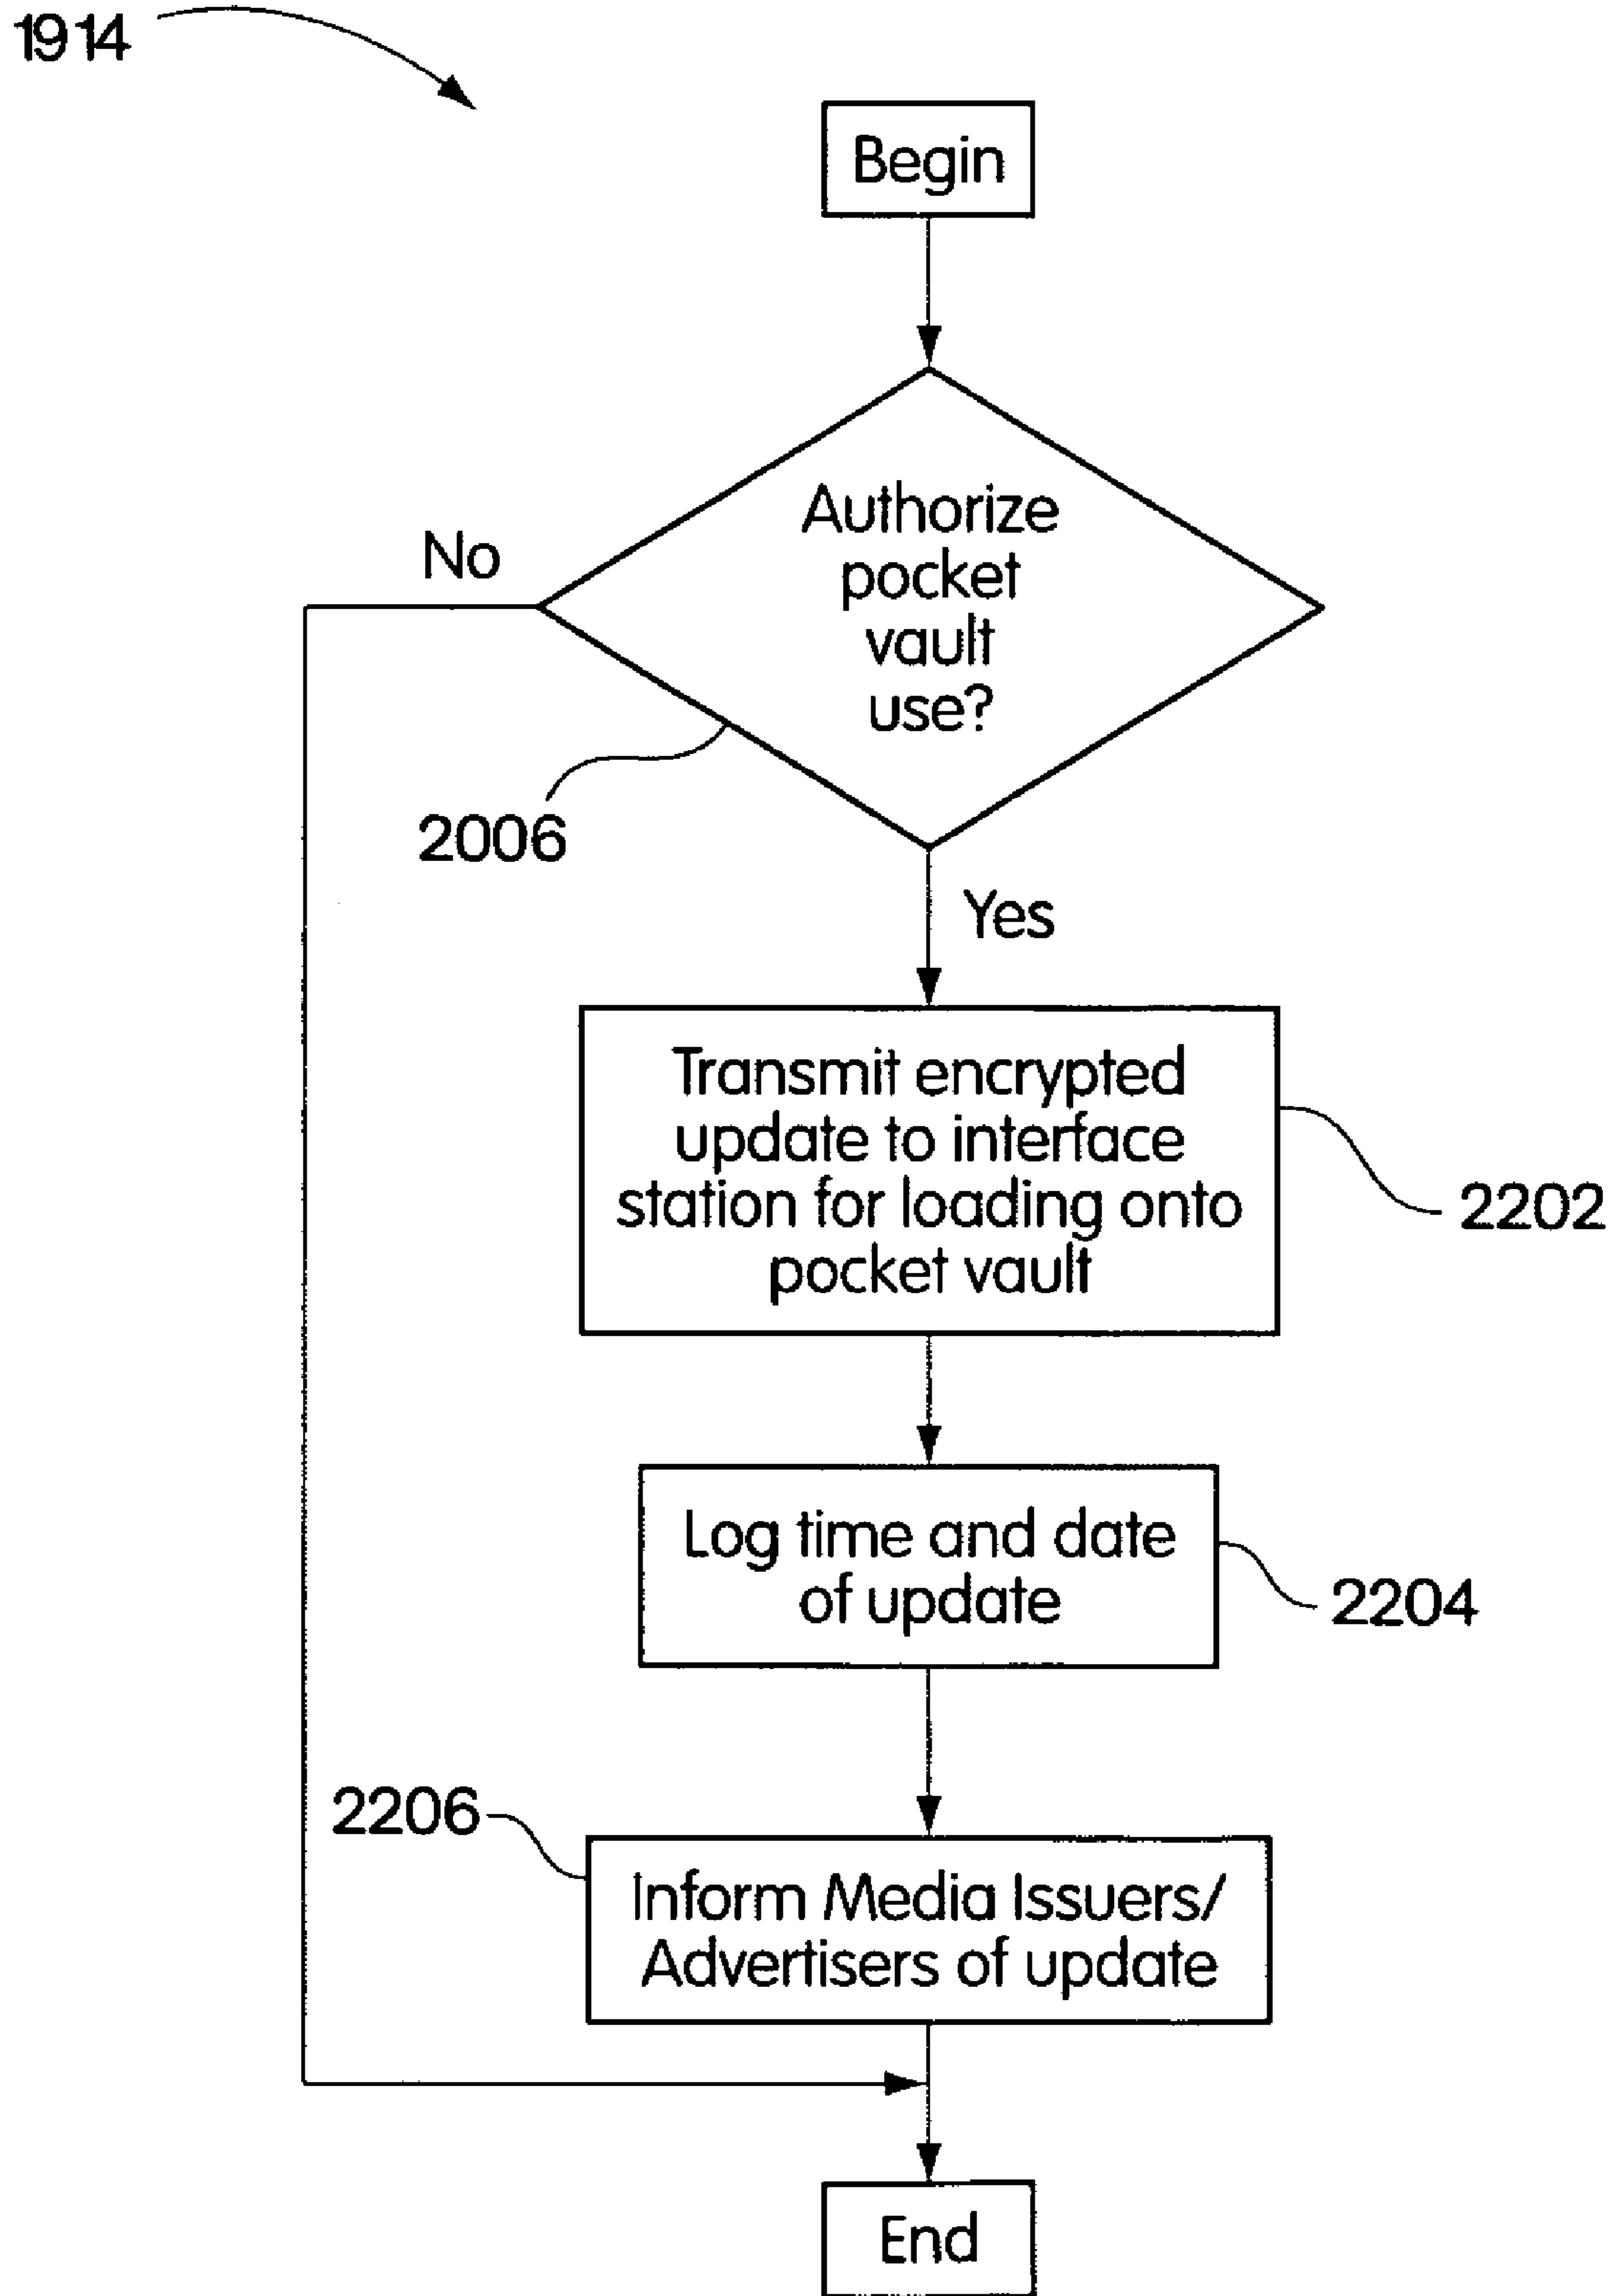 1914
Begin
Authorize
pocket
vault
use?
No
2006
Yes
Transmit encrypted
update to interface
station for loading onto
pocket vault
2202
Log time and date
of update
2204
2206
Inform Media Issuers/
Advertisers of update
End